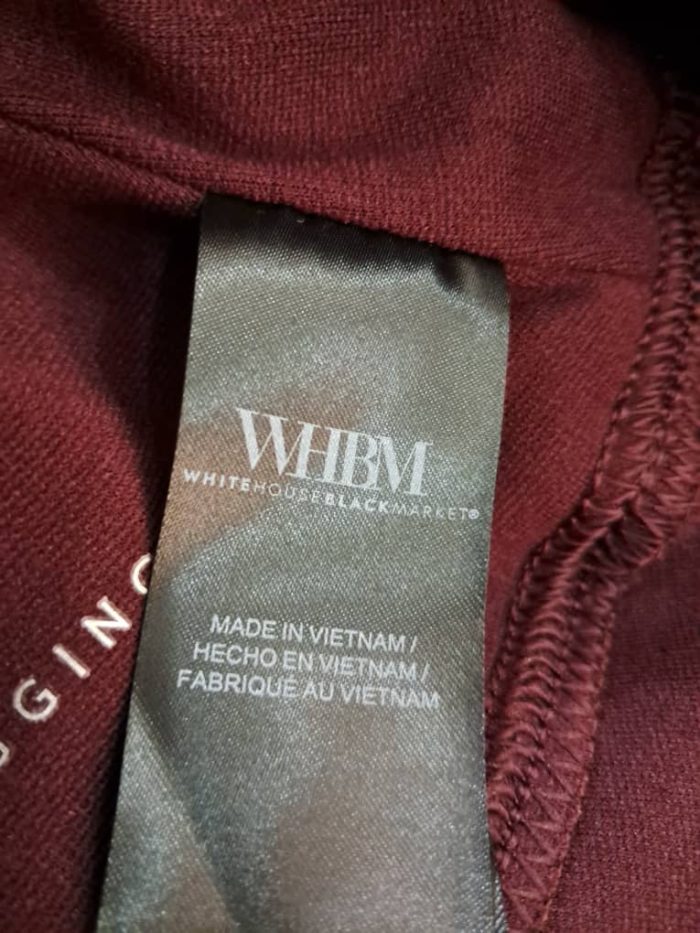 WHBM
WHITEHOUSEBLACKMARKET®
MADE IN VIETNAM /
HECHO EN VIETNAM /
FABRIQUÉ AU VIETNAM